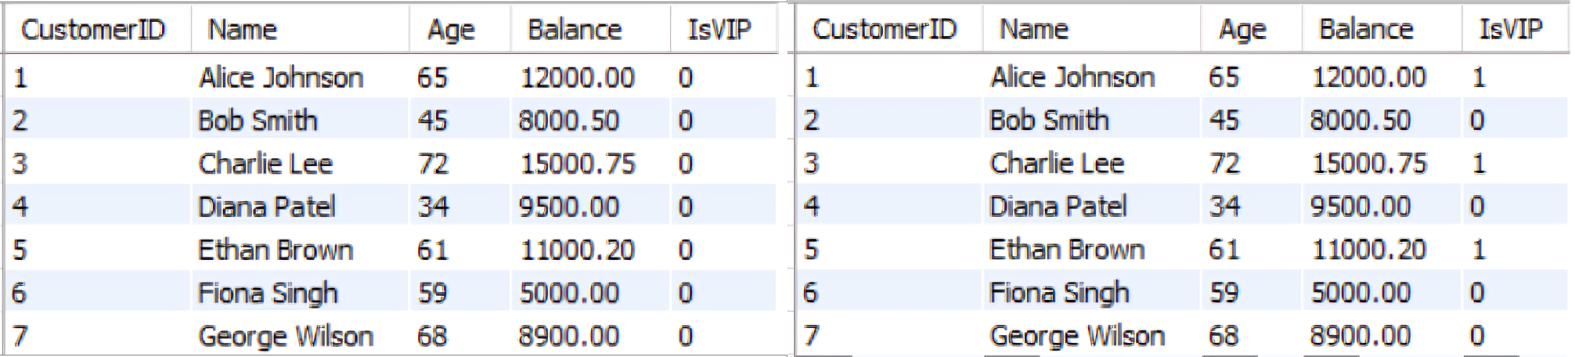 CustomerID Name Age Balance IsVIP
1 Alice Johnson 65 12000.00 0
2 Bob Smith 45 8000.50 0
3 Charlie Lee 72 15000.75 0
4 Diana Patel 34 9500.00 0
5 Ethan Brown 61 11000.20 0
6 Fiona Singh 59 5000.00 0
7 George Wilson 68 8900.00 0
CustomerID Name Age Balance IsVIP
1 Alice Johnson 65 12000.00 1
2 Bob Smith 45 8000.50 0
3 Charlie Lee 72 15000.75 1
4 Diana Patel 34 9500.00 0
5 Ethan Brown 61 11000.20 1
6 Fiona Singh 59 5000.00 0
7 George Wilson 68 8900.00 0